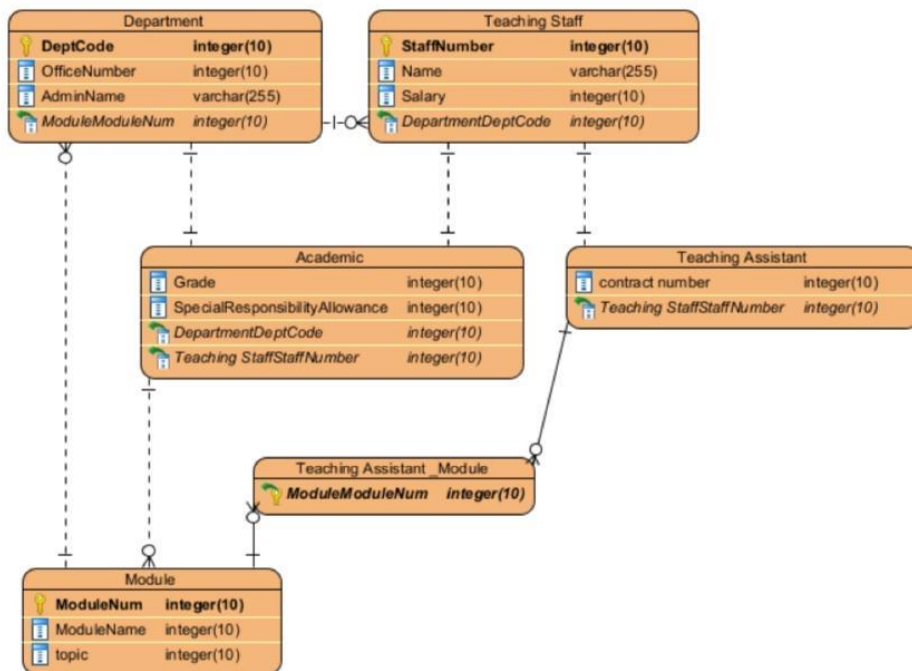 Department
DeptCode integer(10)
OfficeNumber integer(10)
AdminName varchar(255)
ModuleModuleNum integer(10)
Teaching Staff
StaffNumber integer(10)
Name varchar(255)
Salary integer(10)
DepartmentDeptCode integer(10)
Academic
Grade integer(10)
SpecialResponsibilityAllowance integer(10)
DepartmentDeptCode integer(10)
Teaching StaffStaffNumber integer(10)
Teaching Assistant
contract number integer(10)
Teaching StaffStaffNumber integer(10)
Teaching Assistant _Module
ModuleModuleNum integer(10)
Module
ModuleNum integer(10)
ModuleName integer(10)
topic integer(10)